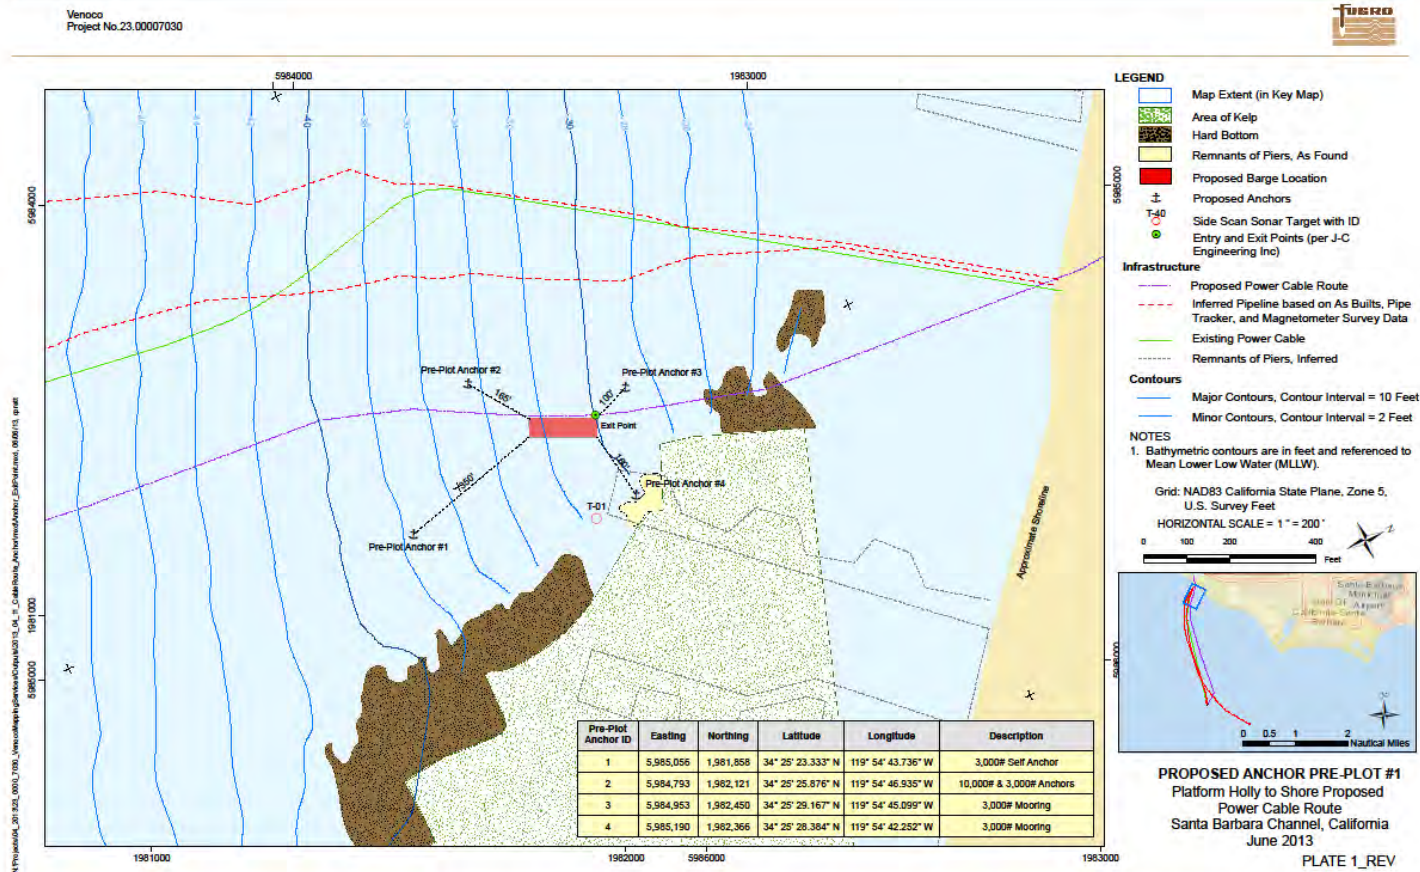 Venoco
Project No.23.00007030
FUGRO
5984000
1983000
LEGEND
Map Extent (in Key Map)
Area of Kelp
Hard Bottom
Remnants of Piers, As Found
Proposed Barge Location
Proposed Anchors
T-40
Side Scan Sonar Target with ID
Entry and Exit Points (per J-C
Engineering Inc)
Infrastructure
Proposed Power Cable Route
Inferred Pipeline based on As Builts, Pipe
Tracker, and Magnetometer Survey Data
Existing Power Cable
Remnants of Piers, Inferred
Contours
Major Contours, Contour Interval = 10 Feet
Minor Contours, Contour Interval = 2 Feet
NOTES
1. Bathymetric contours are in feet and referenced to
Mean Lower Low Water (MLLW).
Grid: NAD83 California State Plane, Zone 5,
U.S. Survey Feet
HORIZONTAL SCALE = 1 " = 200 '
0 100 200 400
Feet
Z
5984000
5985000
1981000
5985000
Pre-Plot Anchor #2
Pre-Plot Anchor #3
165'
100'
Exit Point
160'
Pre-Plot Anchor #4
T-01
Pre-Plot Anchor #1
Approximate Shoreline
Pre-Plot
Anchor ID Easting Northing Latitude Longitude Description
1 5,985,056 1,981,858 34° 25' 23.333" N 119° 54' 43.736" W 3,000# Self Anchor
2 5,984,793 1,982,121 34° 25' 25.876" N 119° 54' 46.935" W 10,000# & 3,000# Anchors
3 5,984,953 1,982,450 34° 25' 29.167" N 119° 54' 45.099" W 3,000# Mooring
4 5,985,190 1,982,366 34° 25' 28.384" N 119° 54' 42.252" W 3,000# Mooring
1981000
1982000
5986000
1983000
Airport
0 0.5 1 2
Nautical Miles
PROPOSED ANCHOR PRE-PLOT #1
Platform Holly to Shore Proposed
Power Cable Route
Santa Barbara Channel, California
June 2013
PLATE 1_REV